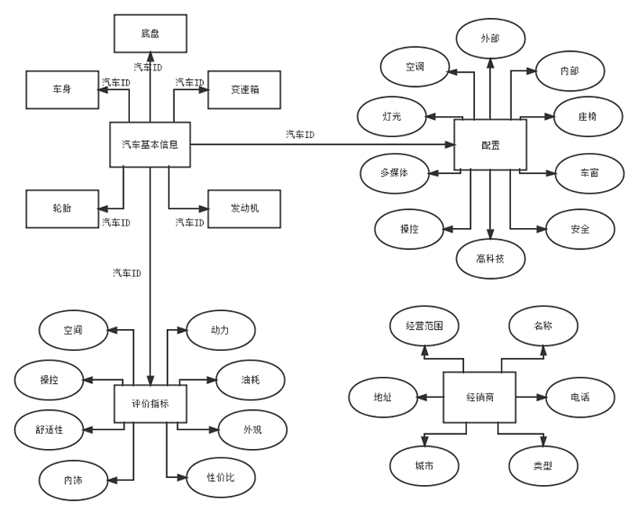 底盘
汽车ID
车身
汽车ID
汽车ID
变速箱
汽车基本信息
汽车ID
轮胎
汽车ID
汽车ID
发动机
汽车ID
外部
空调
内部
灯光
座椅
配置
多媒体
车窗
操控
安全
高科技
空间
动力
操控
油耗
评价指标
舒适性
外观
内饰
性价比
经营范围
名称
地址
经销商
电话
城市
类型